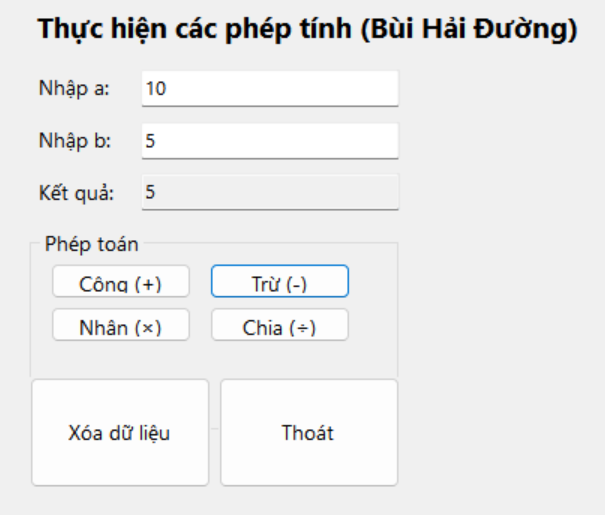 Thực hiện các phép tính (Bùi Hải Đường)
Nhập a: 10
Nhập b: 5
Kết quả: 5
Phép toán
Công (+) Trừ (-)
Nhân (×) Chia (÷)
Xóa dữ liệu Thoát